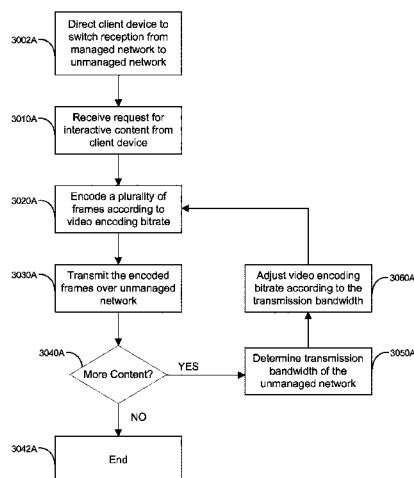 3002A
Direct client device to
switch reception from
managed network to
unmanaged network
3010A
Receive request for
interactive content from
client device
3020A
Encode a plurality of
frames according to
video encoding bitrate
3030A
Transmit the encoded
frames over unmanaged
network
3060A
Adjust video encoding
bitrate according to the
transmission bandwidth
3040A
More Content?
YES
3050A
Determine transmission
bandwidth of the
unmanaged network
NO
3042A
End